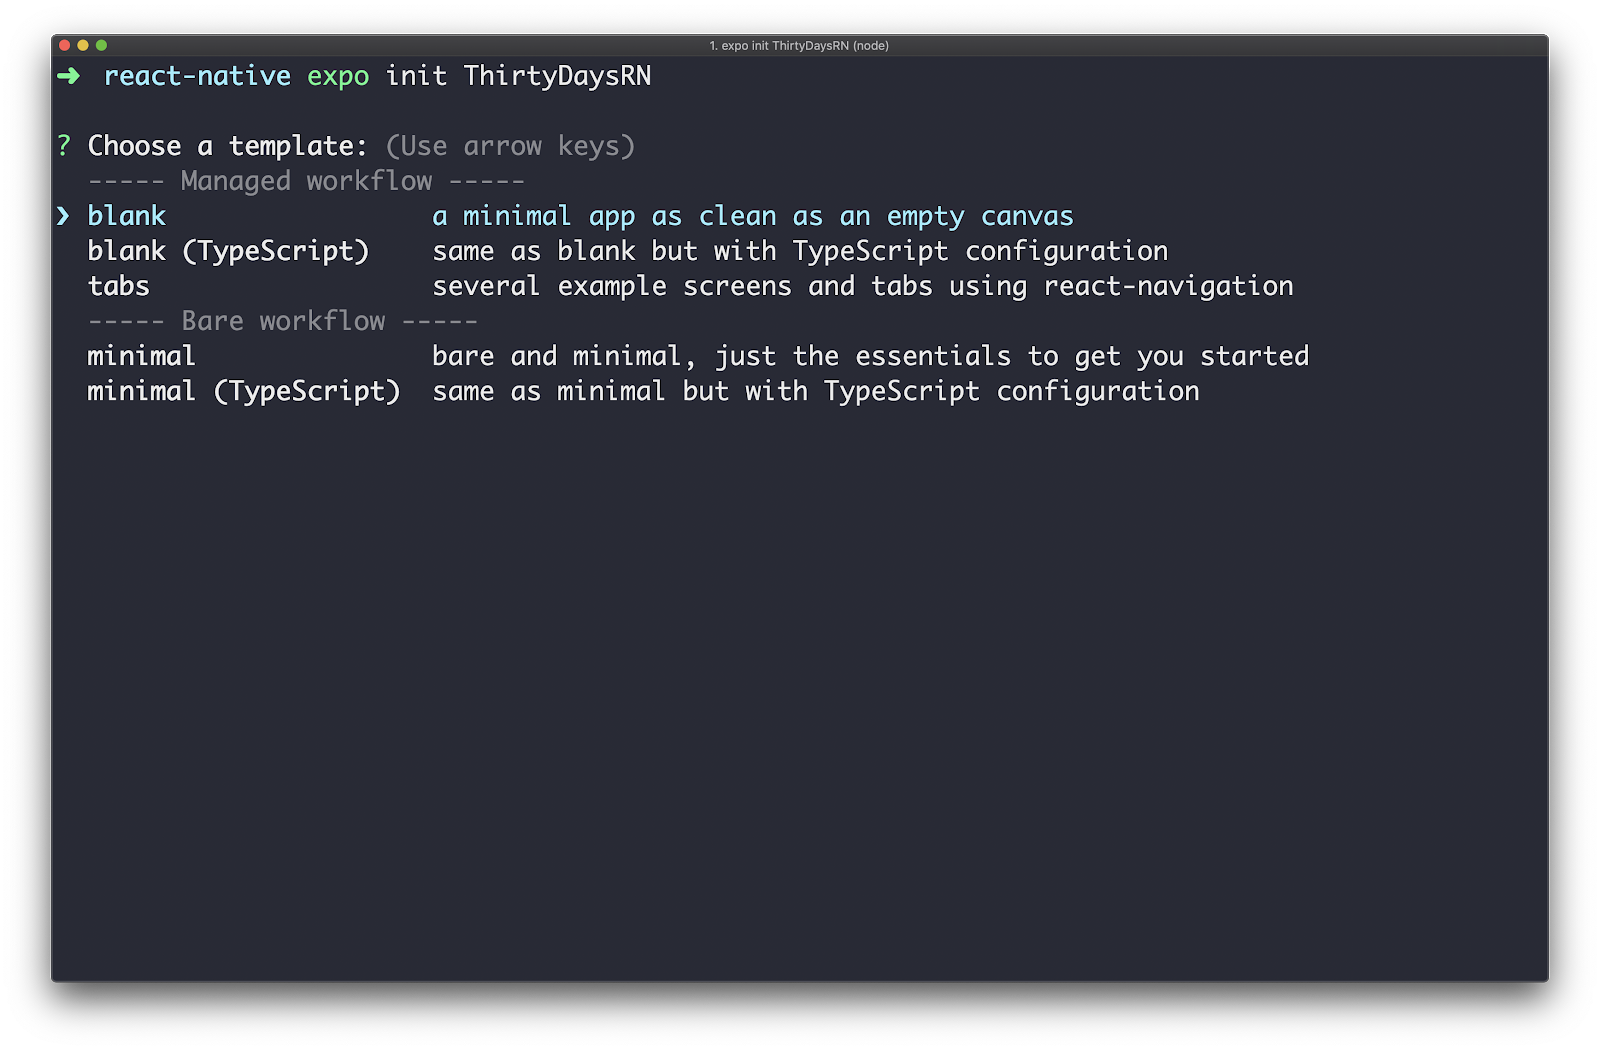 1. expo init ThirtyDaysRN (node)
➜ react-native expo init ThirtyDaysRN
? Choose a template: (Use arrow keys)
----- Managed workflow -----
❯ blank a minimal app as clean as an empty canvas
blank (TypeScript) same as blank but with TypeScript configuration
tabs several example screens and tabs using react-navigation
----- Bare workflow -----
minimal bare and minimal, just the essentials to get you started
minimal (TypeScript) same as minimal but with TypeScript configuration